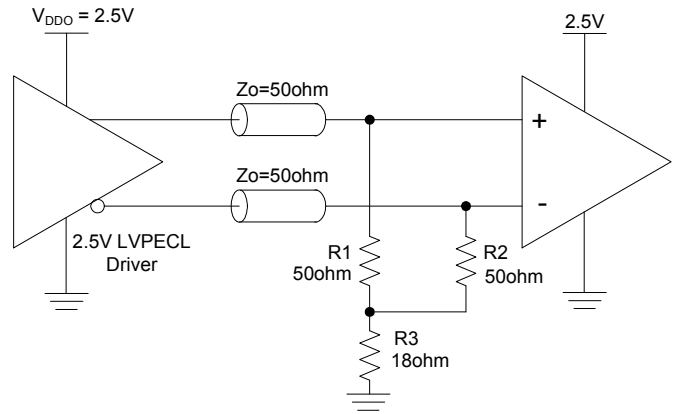 V_DDO = 2.5V
2.5V
Zo=50ohm
+
Zo=50ohm
-
2.5V LVPECL
Driver
R1
50ohm
R2
50ohm
R3
18ohm